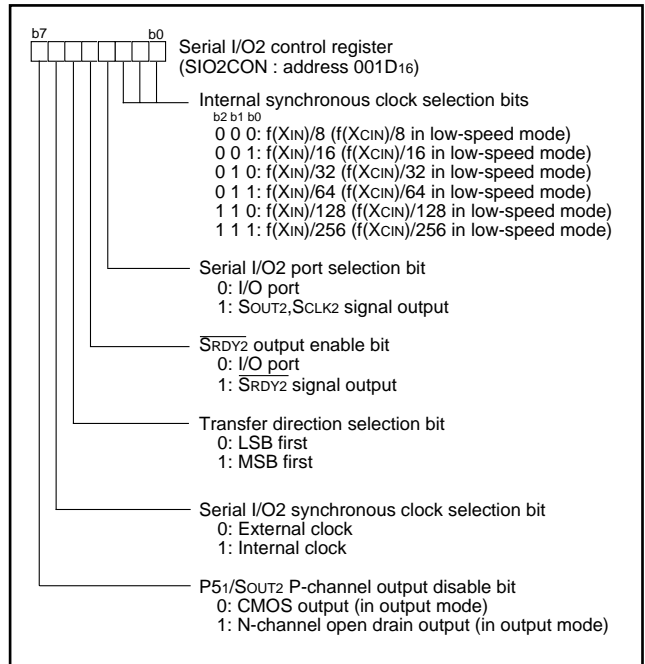 b7 b0
Serial I/O2 control register
(SIO2CON : address 001D16)
Internal synchronous clock selection bits
b2 b1 b0
0 0 0: f(XIN)/8 (f(XCIN)/8 in low-speed mode)
0 0 1: f(XIN)/16 (f(XCIN)/16 in low-speed mode)
0 1 0: f(XIN)/32 (f(XCIN)/32 in low-speed mode)
0 1 1: f(XIN)/64 (f(XCIN)/64 in low-speed mode)
1 1 0: f(XIN)/128 (f(XCIN)/128 in low-speed mode)
1 1 1: f(XIN)/256 (f(XCIN)/256 in low-speed mode)
Serial I/O2 port selection bit
0: I/O port
1: SOUT2,SCLK2 signal output
SRDY2 output enable bit
0: I/O port
1: SRDY2 signal output
Transfer direction selection bit
0: LSB first
1: MSB first
Serial I/O2 synchronous clock selection bit
0: External clock
1: Internal clock
P51/SOUT2 P-channel output disable bit
0: CMOS output (in output mode)
1: N-channel open drain output (in output mode)